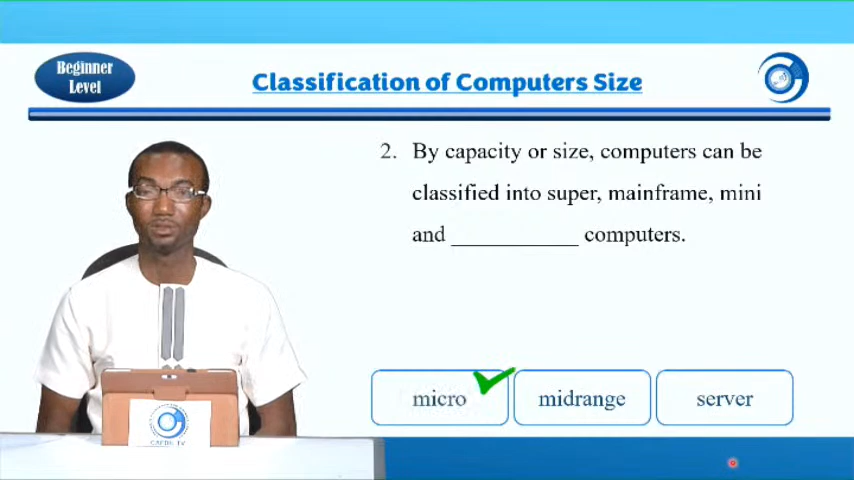 Beginner
Level
Classification of Computers Size
2. By capacity or size, computers can be
classified into super, mainframe, mini
and ___________ computers.
micro
midrange
server